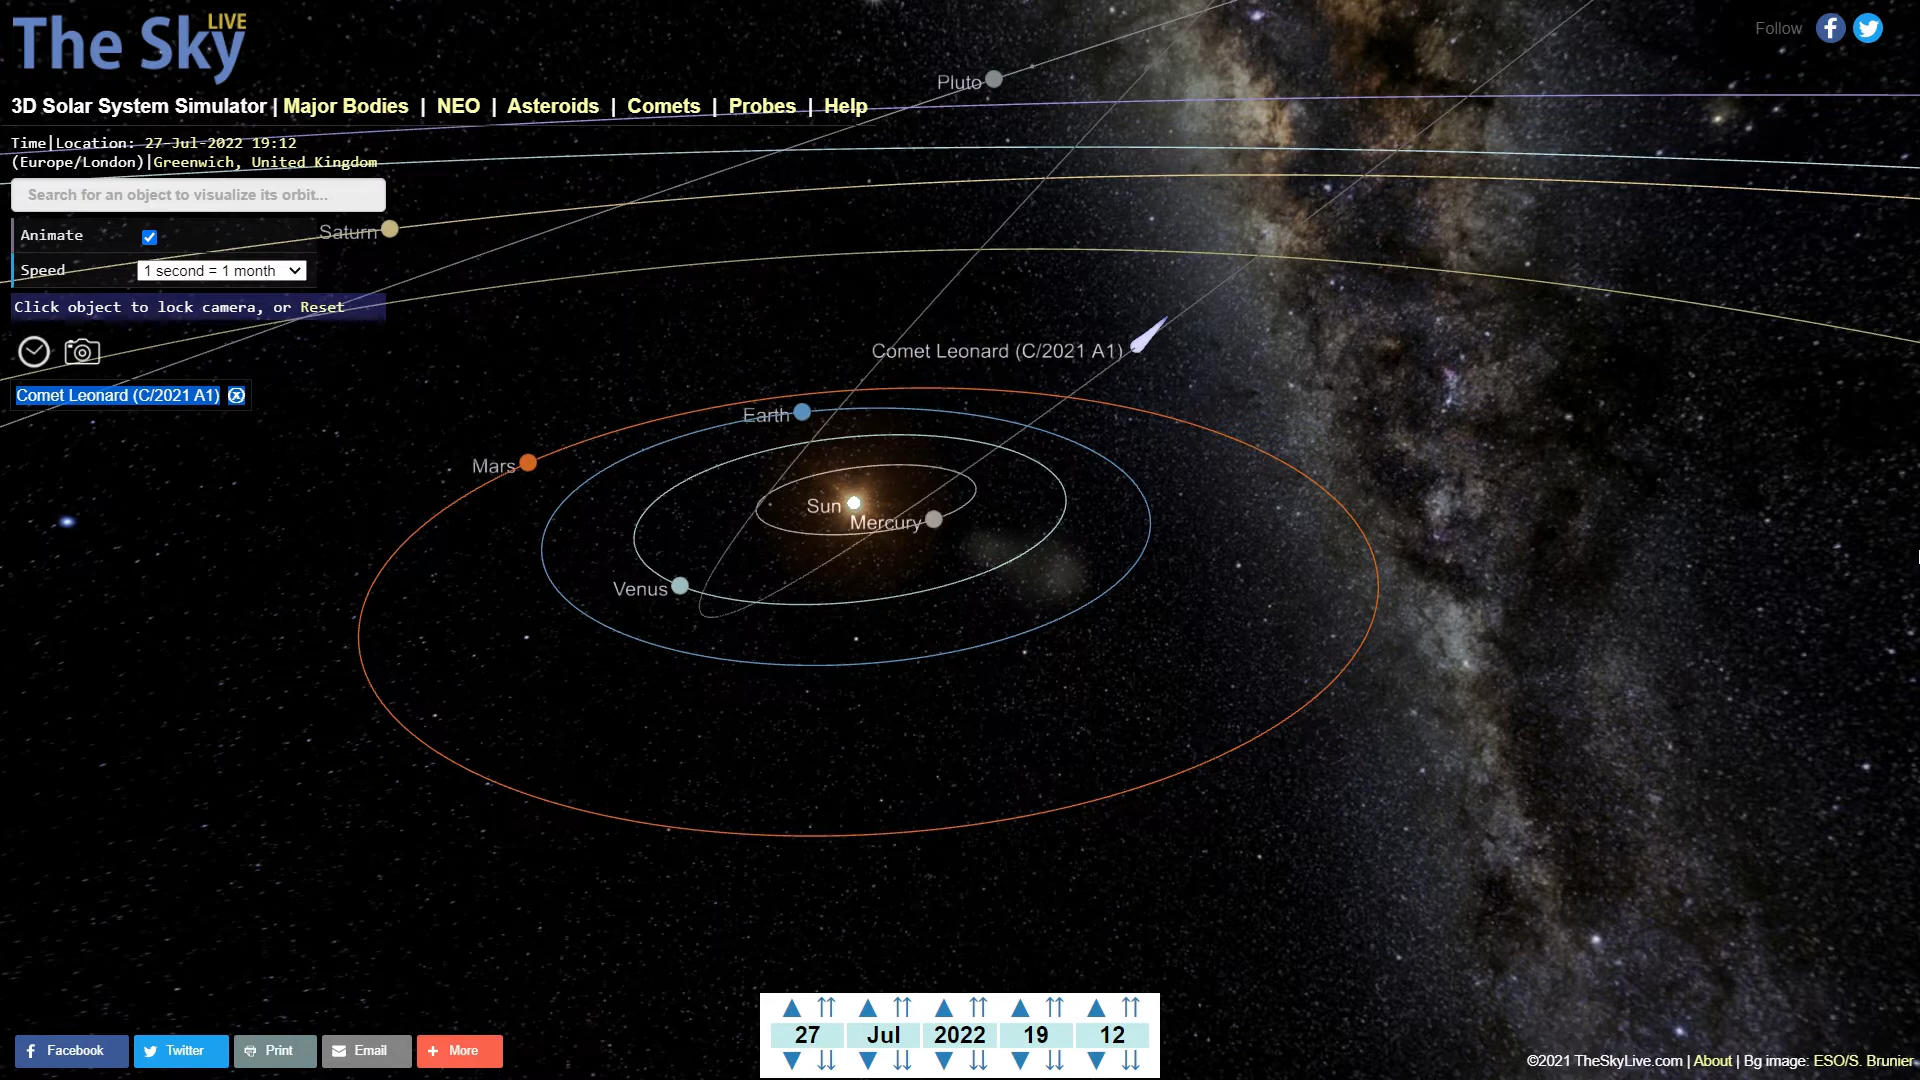 The Sky LIVE
Follow
3D Solar System Simulator | Major Bodies | NEO | Asteroids | Comets | Probes | Help
Time|Location: 27-Jul-2022 19:12
(Europe/London)|Greenwich, United Kingdom
Search for an object to visualize its orbit...
Animate
Speed 1 second = 1 month
Click object to lock camera, or Reset
Comet Leonard (C/2021 A1)
Pluto
Saturn
Comet Leonard (C/2021 A1)
Earth
Mars
Sun
Mercury
Venus
27 Jul 2022 19 12
Facebook Twitter Print Email More
©2021 TheSkyLive.com | About | Bg image: ESO/S. Brunier